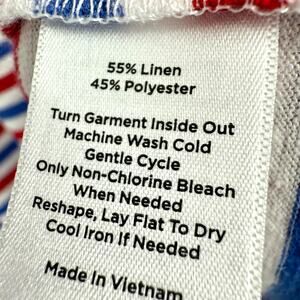 55% Linen
45% Polyester
Turn Garment Inside Out
Machine Wash Cold
Gentle Cycle
Only Non-Chlorine Bleach
When Needed
Reshape, Lay Flat To Dry
Cool Iron If Needed
Made In Vietnam